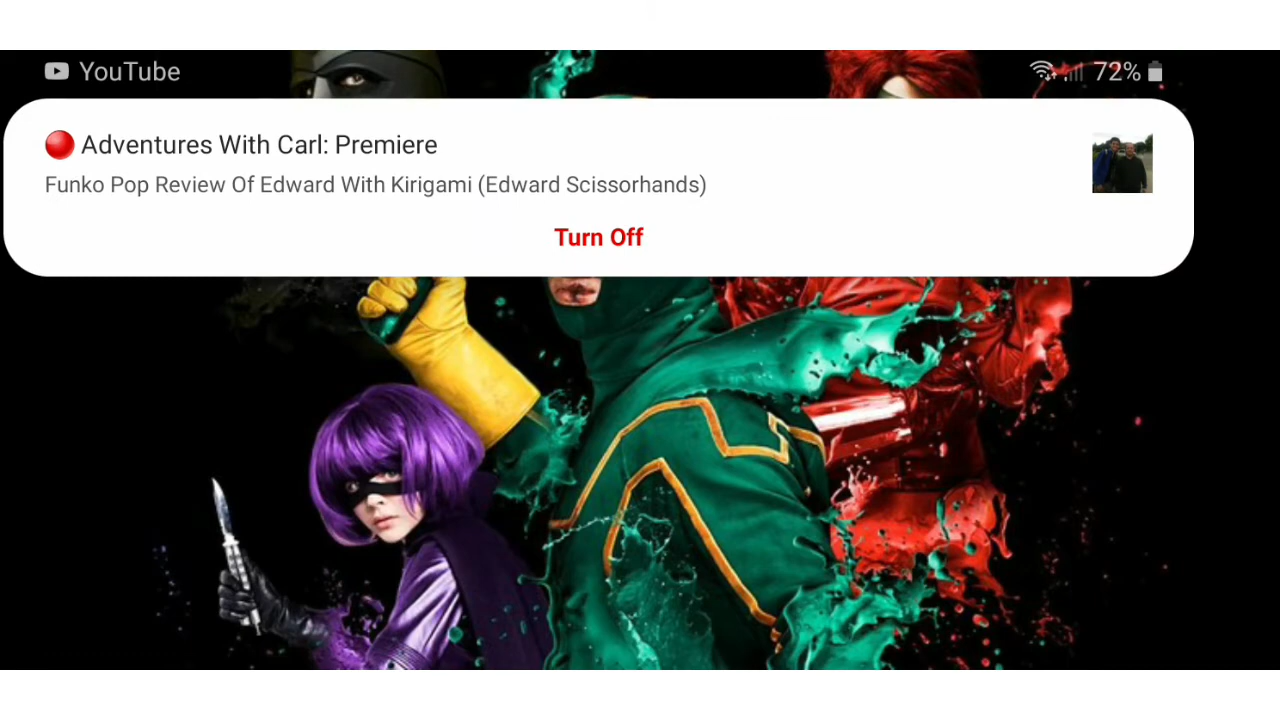 YouTube
72%
Adventures With Carl: Premiere
Funko Pop Review Of Edward With Kirigami (Edward Scissorhands)
Turn Off